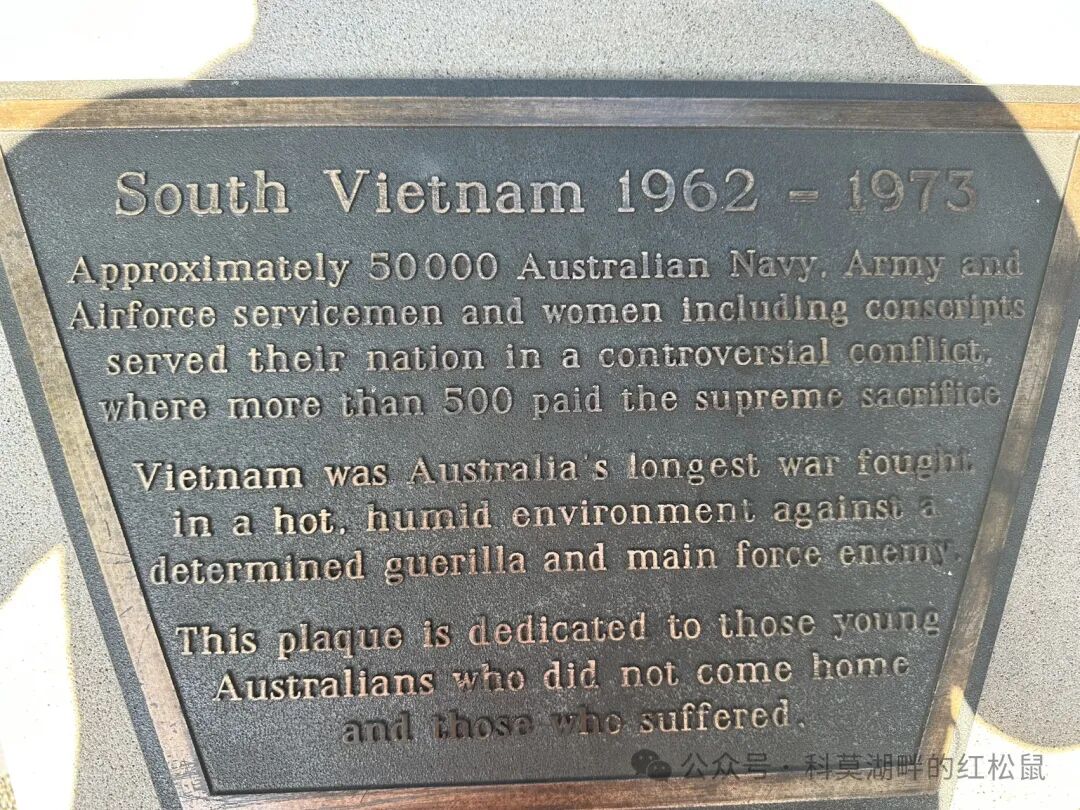 South Vietnam 1962 - 1973
Approximately 50000 Australian Navy, Army and
Airforce servicemen and women including conscripts
served their nation in a controversial conflict,
where more than 500 paid the supreme sacrifice
Vietnam was Australia's longest war fought
in a hot, humid environment against a
determined guerilla and main force enemy.
This plaque is dedicated to those young
Australians who did not come home
and those who suffered.
公众号 · 科莫湖畔的红松鼠